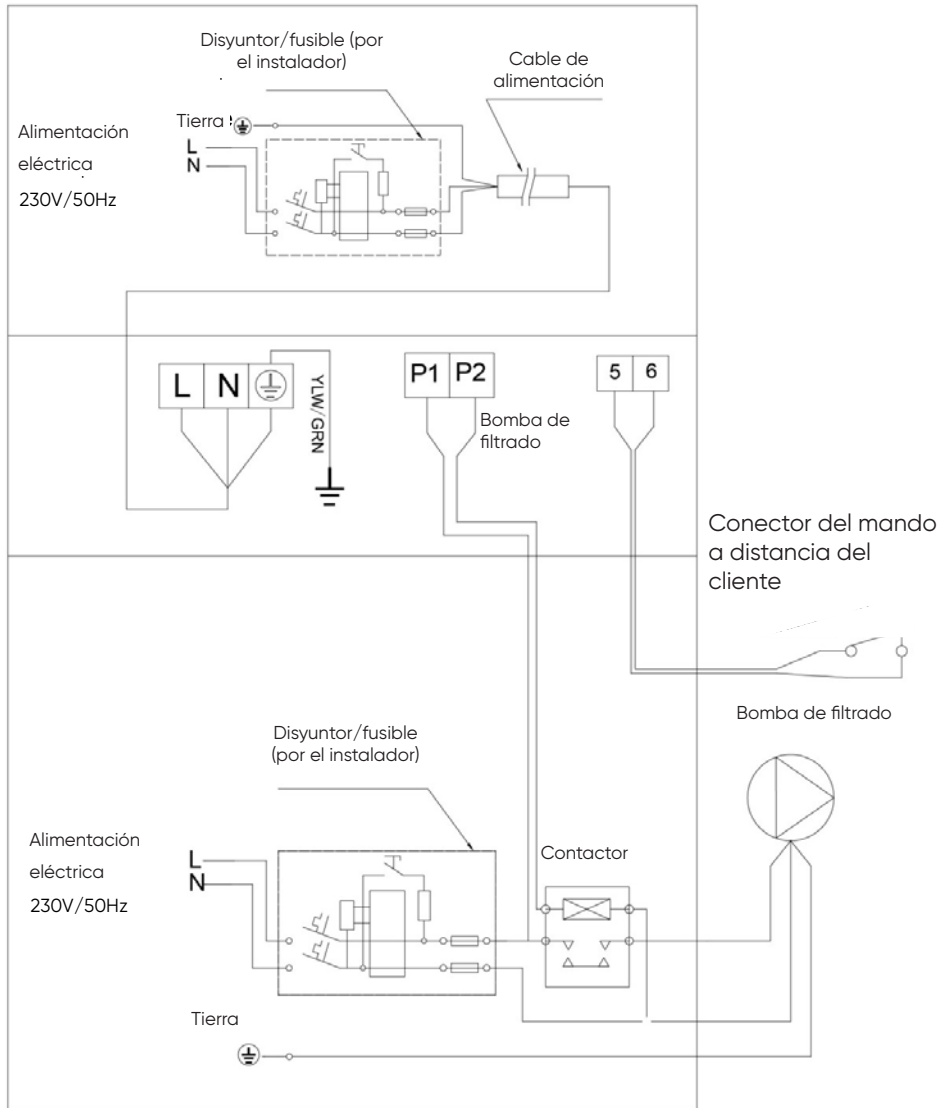 Disyuntor/fusible (por
el instalador)
Cable de
alimentación
Tierra
Alimentación
eléctrica
230V/50Hz
L
N
L N
YLW/GRN
P1 P2
Bomba de
filtrado
5 6
Conector del mando
a distancia del
cliente
Bomba de filtrado
Disyuntor/fusible
(por el instalador)
Alimentación
eléctrica
230V/50Hz
L
N
Contactor
Tierra